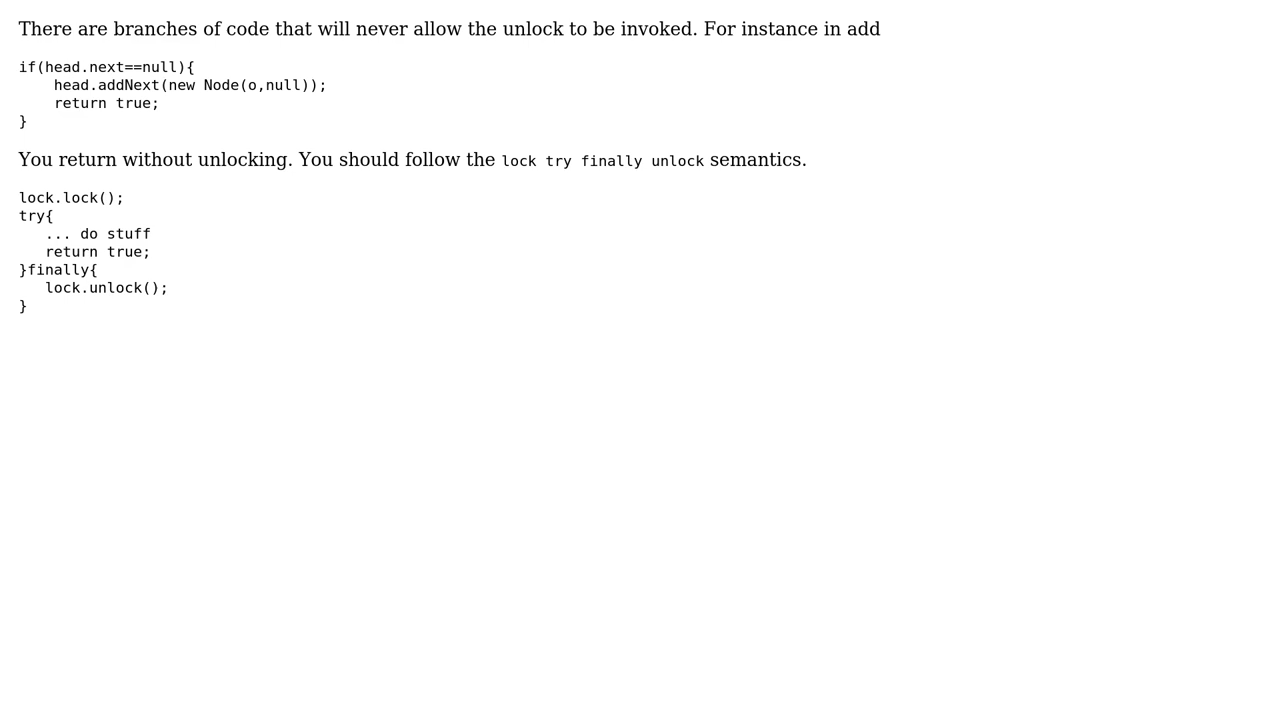 There are branches of code that will never allow the unlock to be invoked. For instance in add
if(head.next==null){
    head.addNext(new Node(o,null));
    return true;
}
You return without unlocking. You should follow the lock try finally unlock semantics.
lock.lock();
try{
   ... do stuff
   return true;
}finally{
   lock.unlock();
}